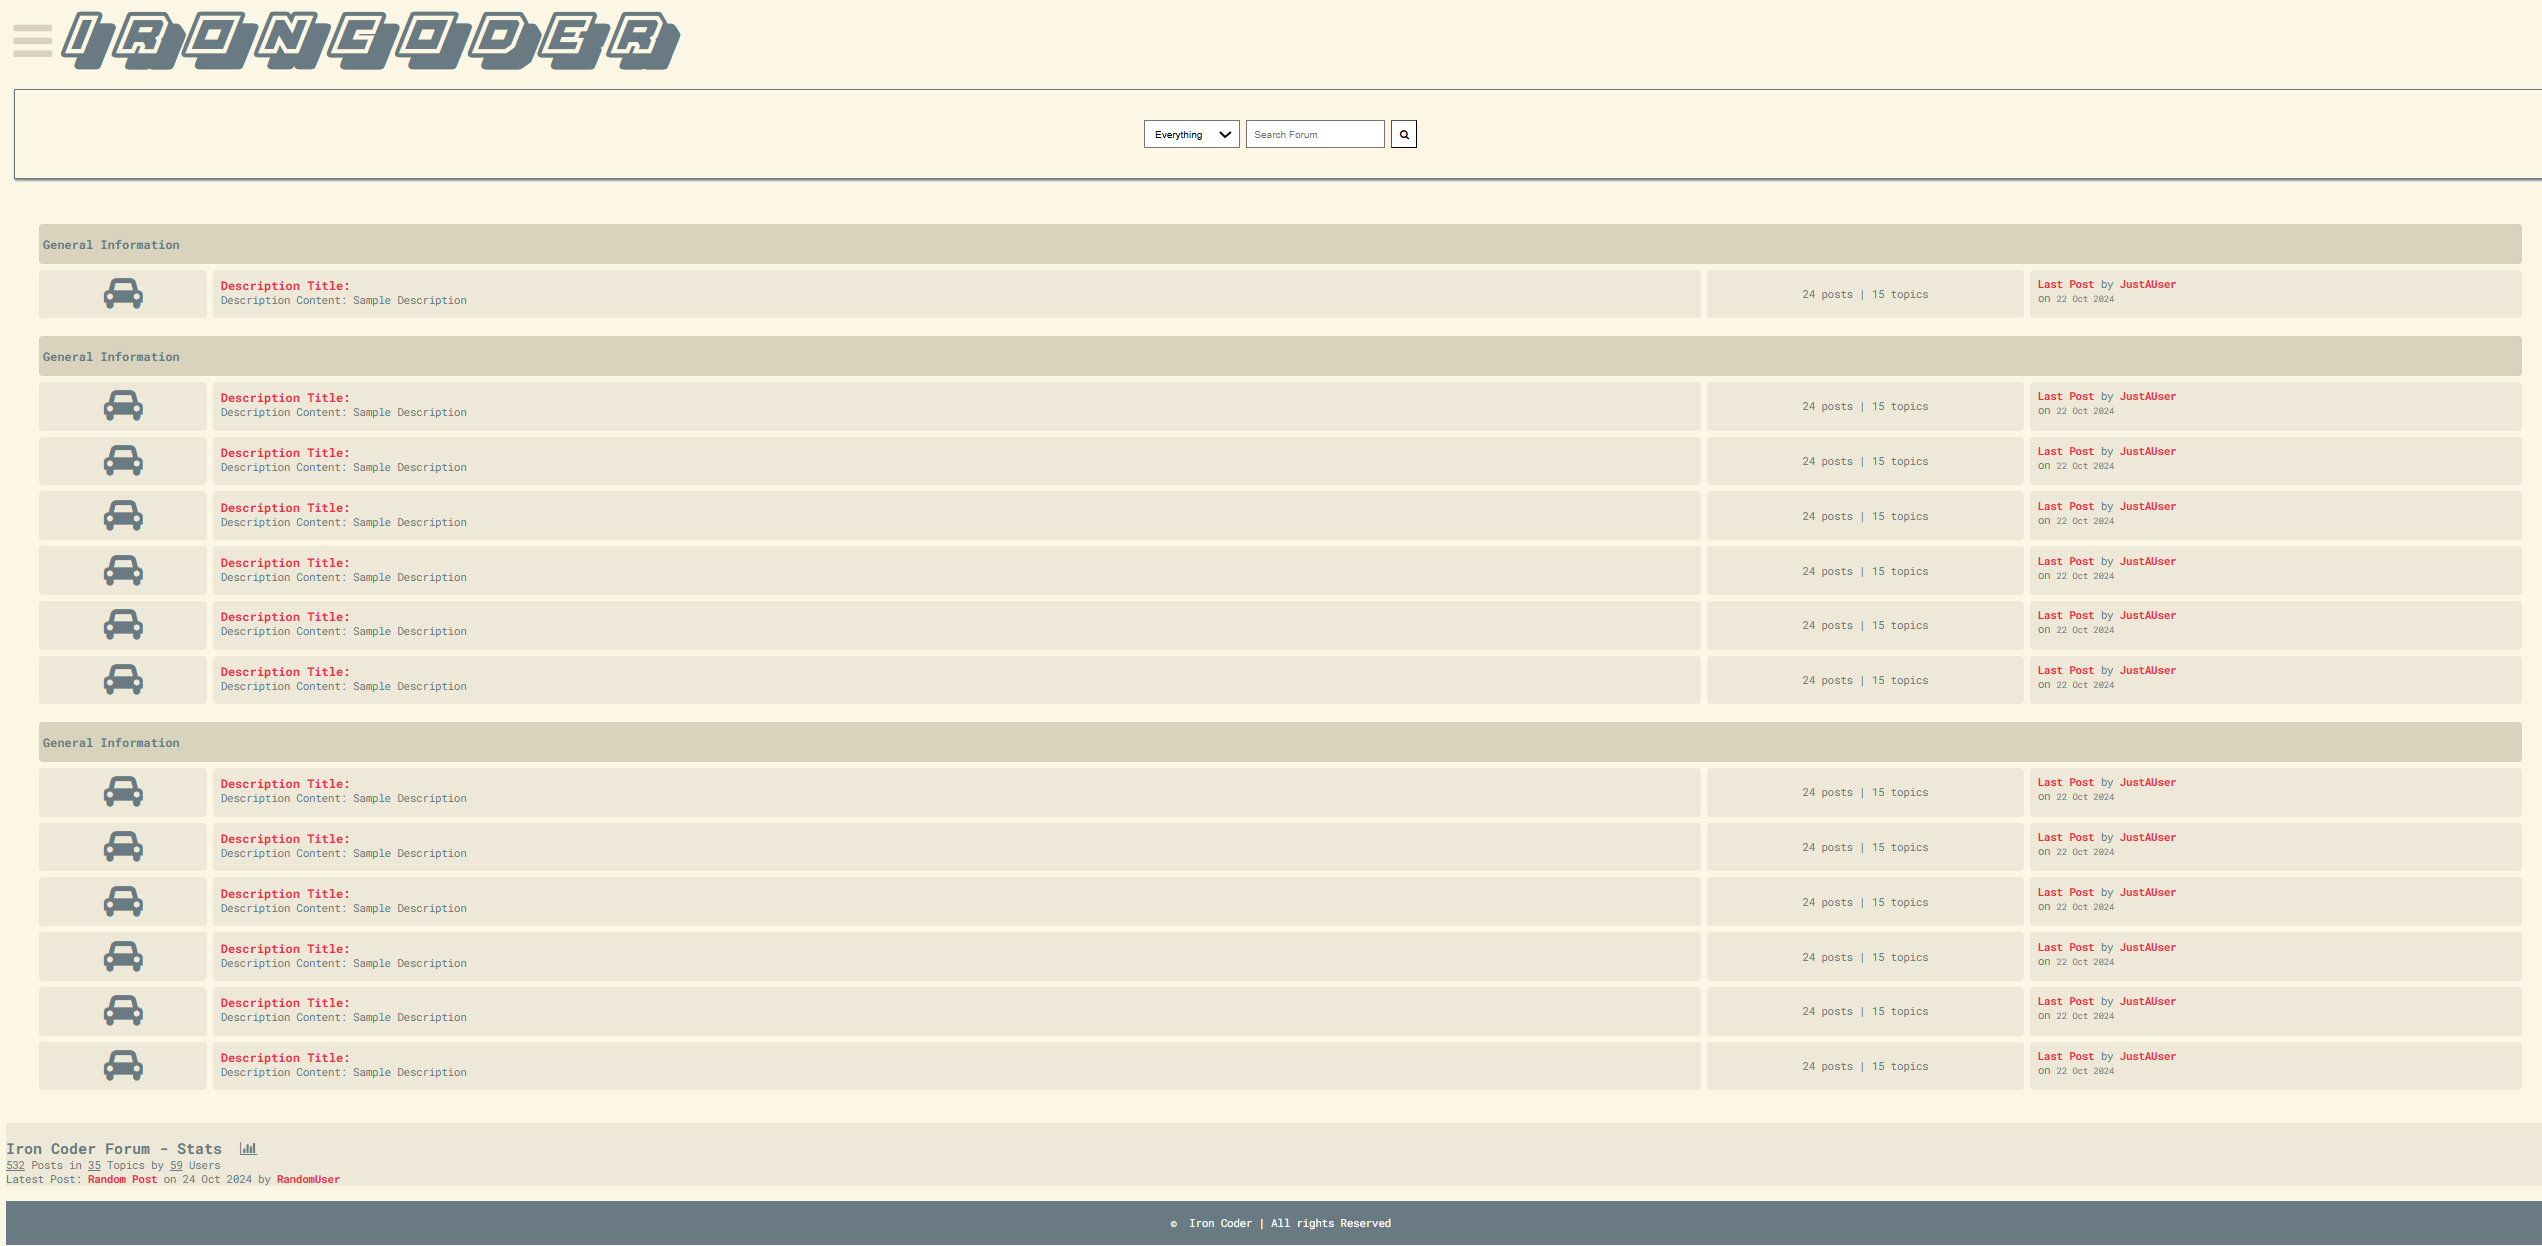 IRONCODER
Everything
Search Forum
General Information
Description Title:
Description Content: Sample Description
24 posts | 15 topics
Last Post by JustAUser
on 22 Oct 2024
General Information
Description Title:
Description Content: Sample Description
24 posts | 15 topics
Last Post by JustAUser
on 22 Oct 2024
Description Title:
Description Content: Sample Description
24 posts | 15 topics
Last Post by JustAUser
on 22 Oct 2024
Description Title:
Description Content: Sample Description
24 posts | 15 topics
Last Post by JustAUser
on 22 Oct 2024
Description Title:
Description Content: Sample Description
24 posts | 15 topics
Last Post by JustAUser
on 22 Oct 2024
Description Title:
Description Content: Sample Description
24 posts | 15 topics
Last Post by JustAUser
on 22 Oct 2024
Description Title:
Description Content: Sample Description
24 posts | 15 topics
Last Post by JustAUser
on 22 Oct 2024
General Information
Description Title:
Description Content: Sample Description
24 posts | 15 topics
Last Post by JustAUser
on 22 Oct 2024
Description Title:
Description Content: Sample Description
24 posts | 15 topics
Last Post by JustAUser
on 22 Oct 2024
Description Title:
Description Content: Sample Description
24 posts | 15 topics
Last Post by JustAUser
on 22 Oct 2024
Description Title:
Description Content: Sample Description
24 posts | 15 topics
Last Post by JustAUser
on 22 Oct 2024
Description Title:
Description Content: Sample Description
24 posts | 15 topics
Last Post by JustAUser
on 22 Oct 2024
Description Title:
Description Content: Sample Description
24 posts | 15 topics
Last Post by JustAUser
on 22 Oct 2024
Iron Coder Forum - Stats
532 Posts in 35 Topics by 59 Users
Latest Post: Random Post on 24 Oct 2024 by RandomUser
© Iron Coder | All rights Reserved